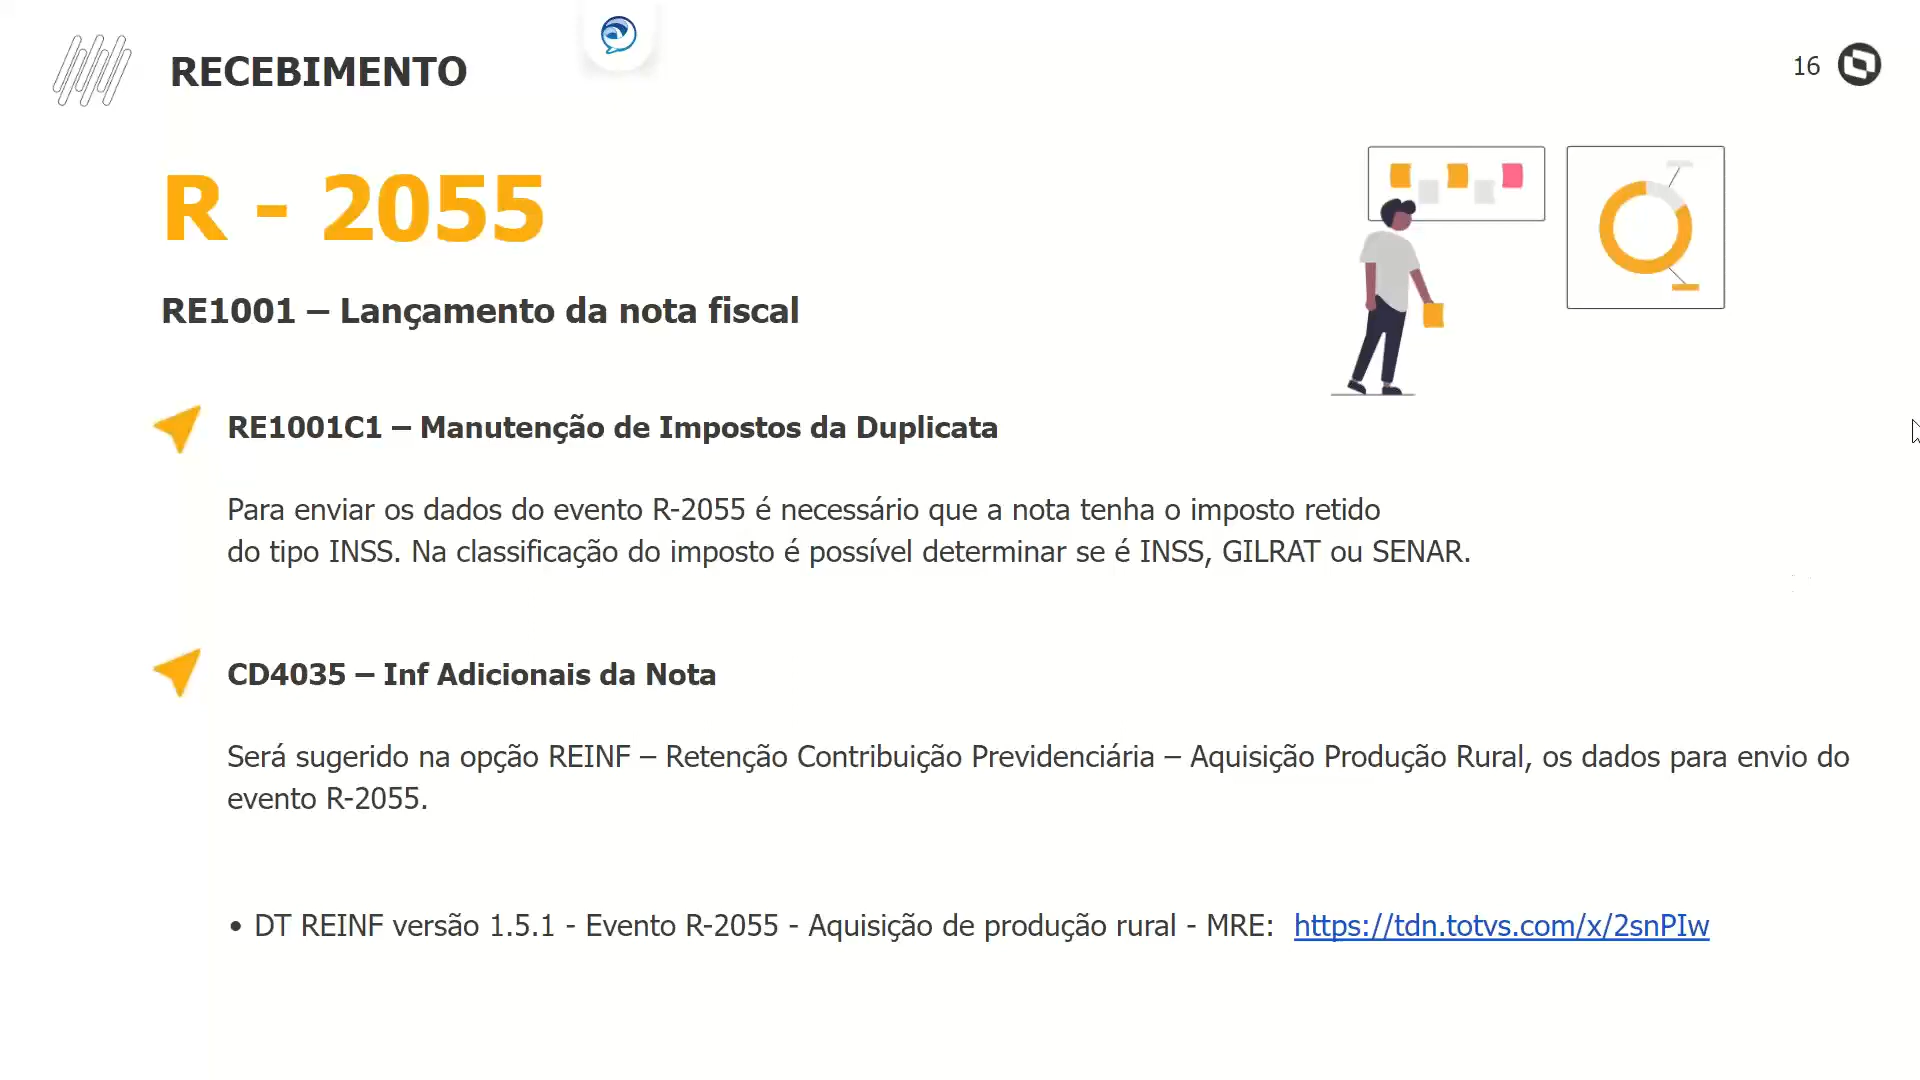 RECEBIMENTO
16
R - 2055
RE1001 – Lançamento da nota fiscal
RE1001C1 – Manutenção de Impostos da Duplicata
Para enviar os dados do evento R-2055 é necessário que a nota tenha o imposto retido
do tipo INSS. Na classificação do imposto é possível determinar se é INSS, GILRAT ou SENAR.
CD4035 – Inf Adicionais da Nota
Será sugerido na opção REINF – Retenção Contribuição Previdenciária – Aquisição Produção Rural, os dados para envio do
evento R-2055.
• DT REINF versão 1.5.1 - Evento R-2055 - Aquisição de produção rural - MRE: https://tdn.totvs.com/x/2snPIw